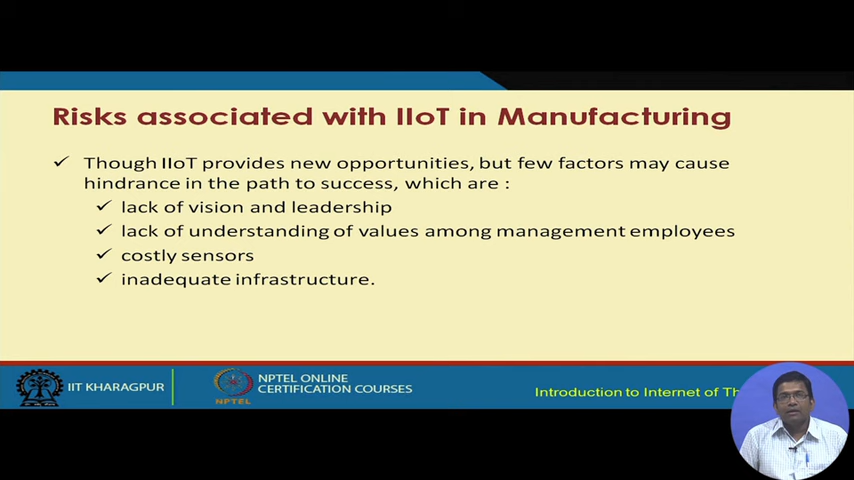 Risks associated with IIoT in Manufacturing
✓ Though IIoT provides new opportunities, but few factors may cause
hindrance in the path to success, which are :
✓ lack of vision and leadership
✓ lack of understanding of values among management employees
✓ costly sensors
✓ inadequate infrastructure.
IIT KHARAGPUR
NPTEL
NPTEL ONLINE
CERTIFICATION COURSES
Introduction to Internet of